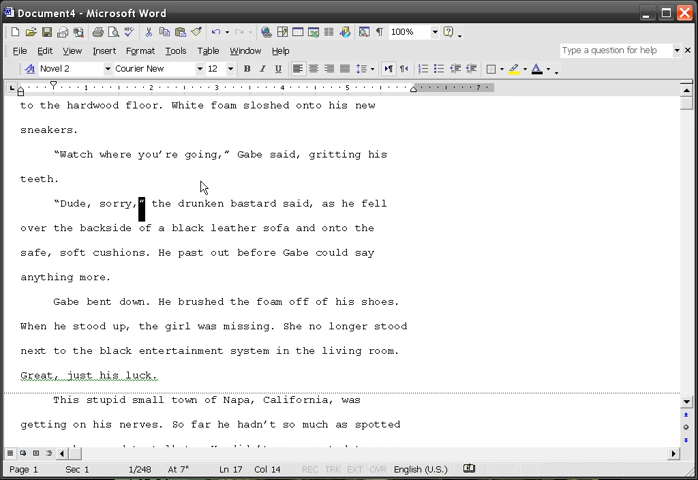 Document4 - Microsoft Word
100%
File Edit View Insert Format Tools Table Window Help Type a question for help
Novel 2 Courier New 12 B I U
1 2 3 4 5 7
to the hardwood floor. White foam sloshed onto his new
sneakers.
“Watch where you’re going,” Gabe said, gritting his
teeth.
“Dude, sorry,” the drunken bastard said, as he fell
over the backside of a black leather sofa and onto the
safe, soft cushions. He past out before Gabe could say
anything more.
Gabe bent down. He brushed the foam off of his shoes.
When he stood up, the girl was missing. She no longer stood
next to the black entertainment system in the living room.
Great, just his luck.
This stupid small town of Napa, California, was
getting on his nerves. So far he hadn’t so much as spotted
Page 1 Sec 1 1/248 At 7" Ln 17 Col 14 REC TRK EXT OVR English (U.S.)